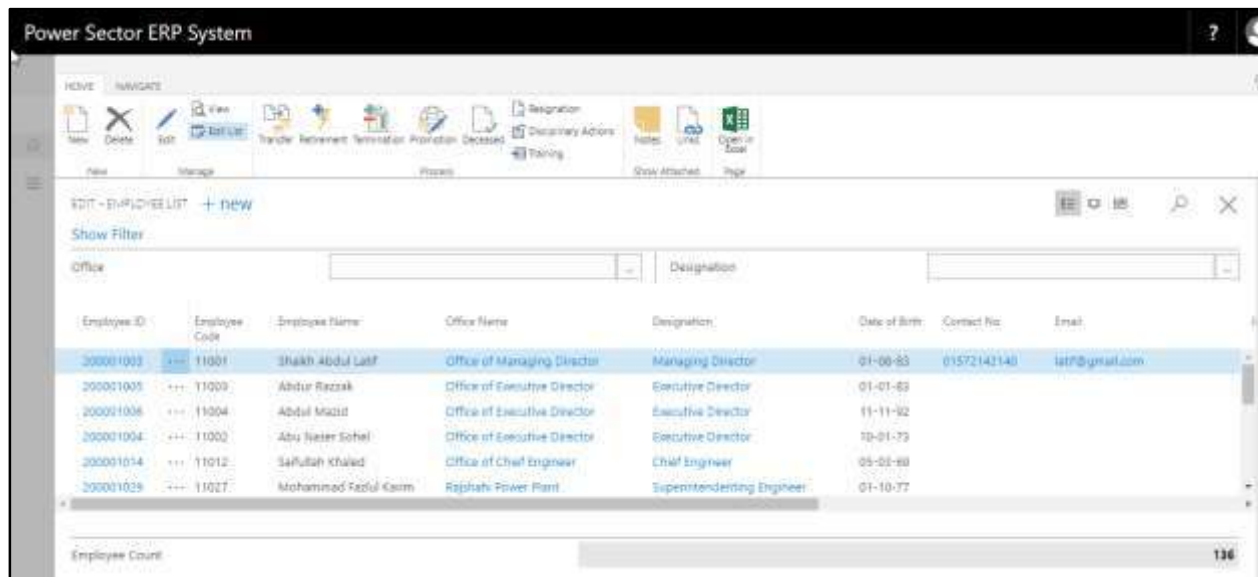 Power Sector ERP System ?
HOME NAVIGATE
New Delete Edit View Edit List Transfer Retirement Termination Promotion Deceased Designation Disciplinary Actions Training Notes Links Open in Excel
New Manage Process Show Attached Page
EDIT - EMPLOYEE LIST + new
Show Filter
Office ... Designation ...
Employee ID Employee Code Employee Name Office Name Designation Date of Birth Contact No. Email
200001003 ... 11001 Shaikh Abdul Latif Office of Managing Director Managing Director 01572142140 latif@gmail.com
200001005 ... 11003 Abdur Razzak Office of Executive Director Executive Director 01-01-83
200001006 ... 11004 Abdul Mazid Office of Executive Director Executive Director 11-11-92
200001004 ... 11002 Abu Naser Sohel Office of Executive Director Executive Director 10-01-73
200001014 ... 11012 Saifullah Khaled Office of Chief Engineer Chief Engineer
200001029 ... 11027 Mohammad Fazlul Karim Rajshahi Power Plant Superintendenting Engineer 01-10-77
Employee Count 136